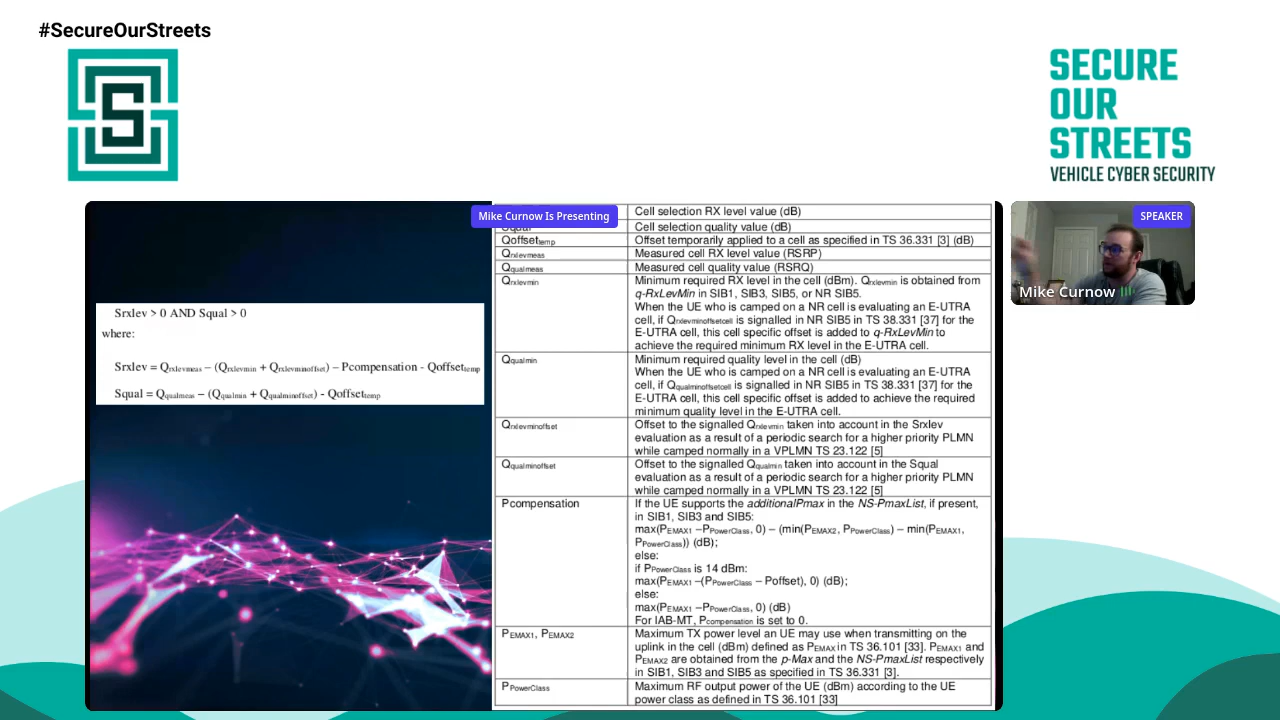 #SecureOurStreets
S
SECURE
OUR
STREETS
VEHICLE CYBER SECURITY
Mike Curnow Is Presenting
SPEAKER
Mike Curnow
Srxlev > 0 AND Squal > 0
where:
Srxlev = Qrxlevmeas – (Qrxlevmin + Qrxlevminoffset) – Pcompensation - Qoffsettemp
Squal = Qqualmeas – (Qqualmin + Qqualminoffset) - Qoffsettemp
Cell selection RX level value (dB)
Squal Cell selection quality value (dB)
Qoffsettemp Offset temporarily applied to a cell as specified in TS 36.331 [3] (dB)
Qrxlevmeas Measured cell RX level value (RSRP)
Qqualmeas Measured cell quality value (RSRQ)
Qrxlevmin Minimum required RX level in the cell (dBm). Qrxlevmin is obtained from
q-RxLevMin in SIB1, SIB3, SIB5, or NR SIB5.
When the UE who is camped on a NR cell is evaluating an E-UTRA
cell, if Qrxlevminoffsetcell is signalled in NR SIB5 in TS 38.331 [37] for the
E-UTRA cell, this cell specific offset is added to q-RxLevMin to
achieve the required minimum RX level in the E-UTRA cell.
Qqualmin Minimum required quality level in the cell (dB)
When the UE who is camped on a NR cell is evaluating an E-UTRA
cell, if Qqualminoffsetcell is signalled in NR SIB5 in TS 38.331 [37] for the
E-UTRA cell, this cell specific offset is added to achieve the required
minimum quality level in the E-UTRA cell.
Qrxlevminoffset Offset to the signalled Qrxlevmin taken into account in the Srxlev
evaluation as a result of a periodic search for a higher priority PLMN
while camped normally in a VPLMN TS 23.122 [5]
Qqualminoffset Offset to the signalled Qqualmin taken into account in the Squal
evaluation as a result of a periodic search for a higher priority PLMN
while camped normally in a VPLMN TS 23.122 [5]
Pcompensation If the UE supports the additionalPmax in the NS-PmaxList, if present,
in SIB1, SIB3 and SIB5:
max(PEMAX1 –PPowerClass, 0) – (min(PEMAX2, PPowerClass) – min(PEMAX1,
PPowerClass)) (dB);
else:
if PPowerClass is 14 dBm:
max(PEMAX1 –(PPowerClass – Poffset), 0) (dB);
else:
max(PEMAX1 –PPowerClass, 0) (dB)
For IAB-MT, Pcompensation is set to 0.
PEMAX1, PEMAX2 Maximum TX power level an UE may use when transmitting on the
uplink in the cell (dBm) defined as PEMAX in TS 36.101 [33]. PEMAX1 and
PEMAX2 are obtained from the p-Max and the NS-PmaxList respectively
in SIB1, SIB3 and SIB5 as specified in TS 36.331 [3].
PPowerClass Maximum RF output power of the UE (dBm) according to the UE
power class as defined in TS 36.101 [33]